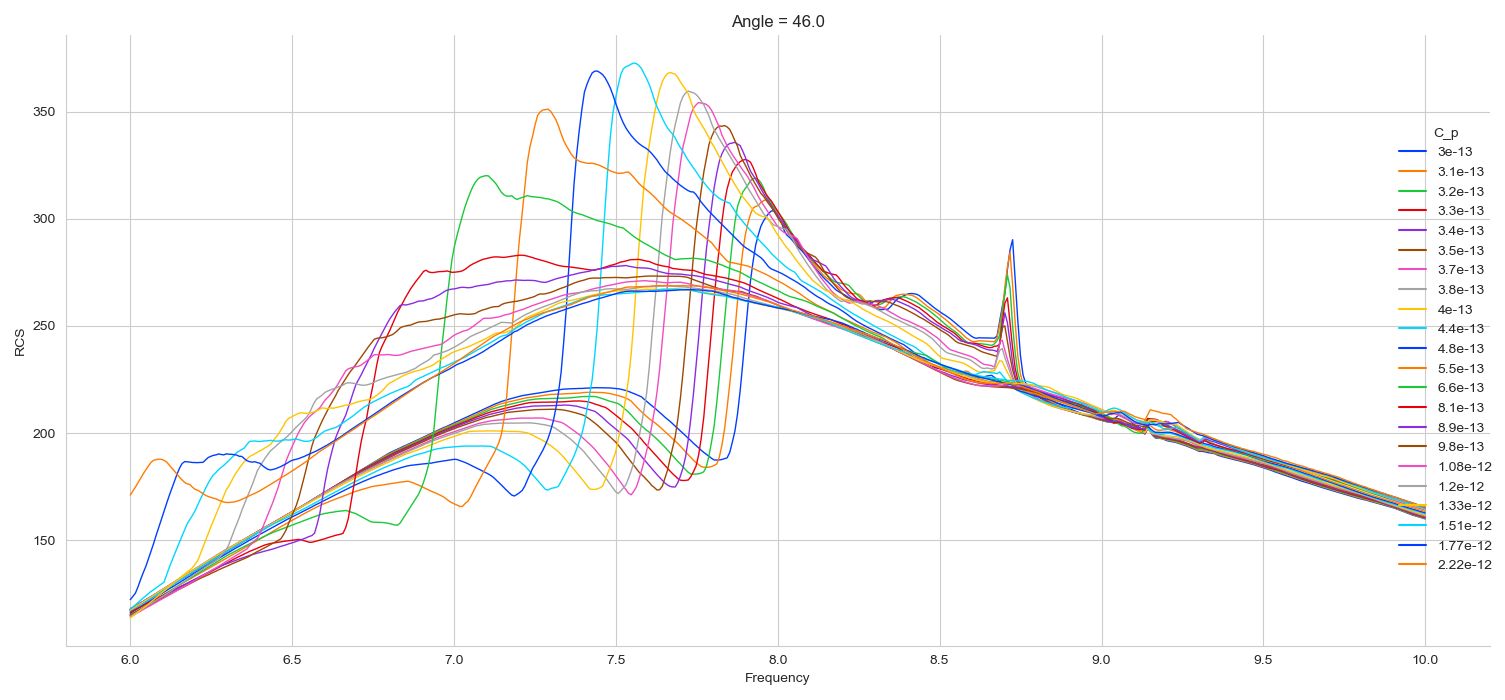 Angle = 46.0
350
300
250
200
150
RCS
6.0
6.5
7.0
7.5
8.0
8.5
9.0
9.5
10.0
Frequency
C_p
3e-13
3.1e-13
3.2e-13
3.3e-13
3.4e-13
3.5e-13
3.7e-13
3.8e-13
4e-13
4.4e-13
4.8e-13
5.5e-13
6.6e-13
8.1e-13
8.9e-13
9.8e-13
1.08e-12
1.2e-12
1.33e-12
1.51e-12
1.77e-12
2.22e-12